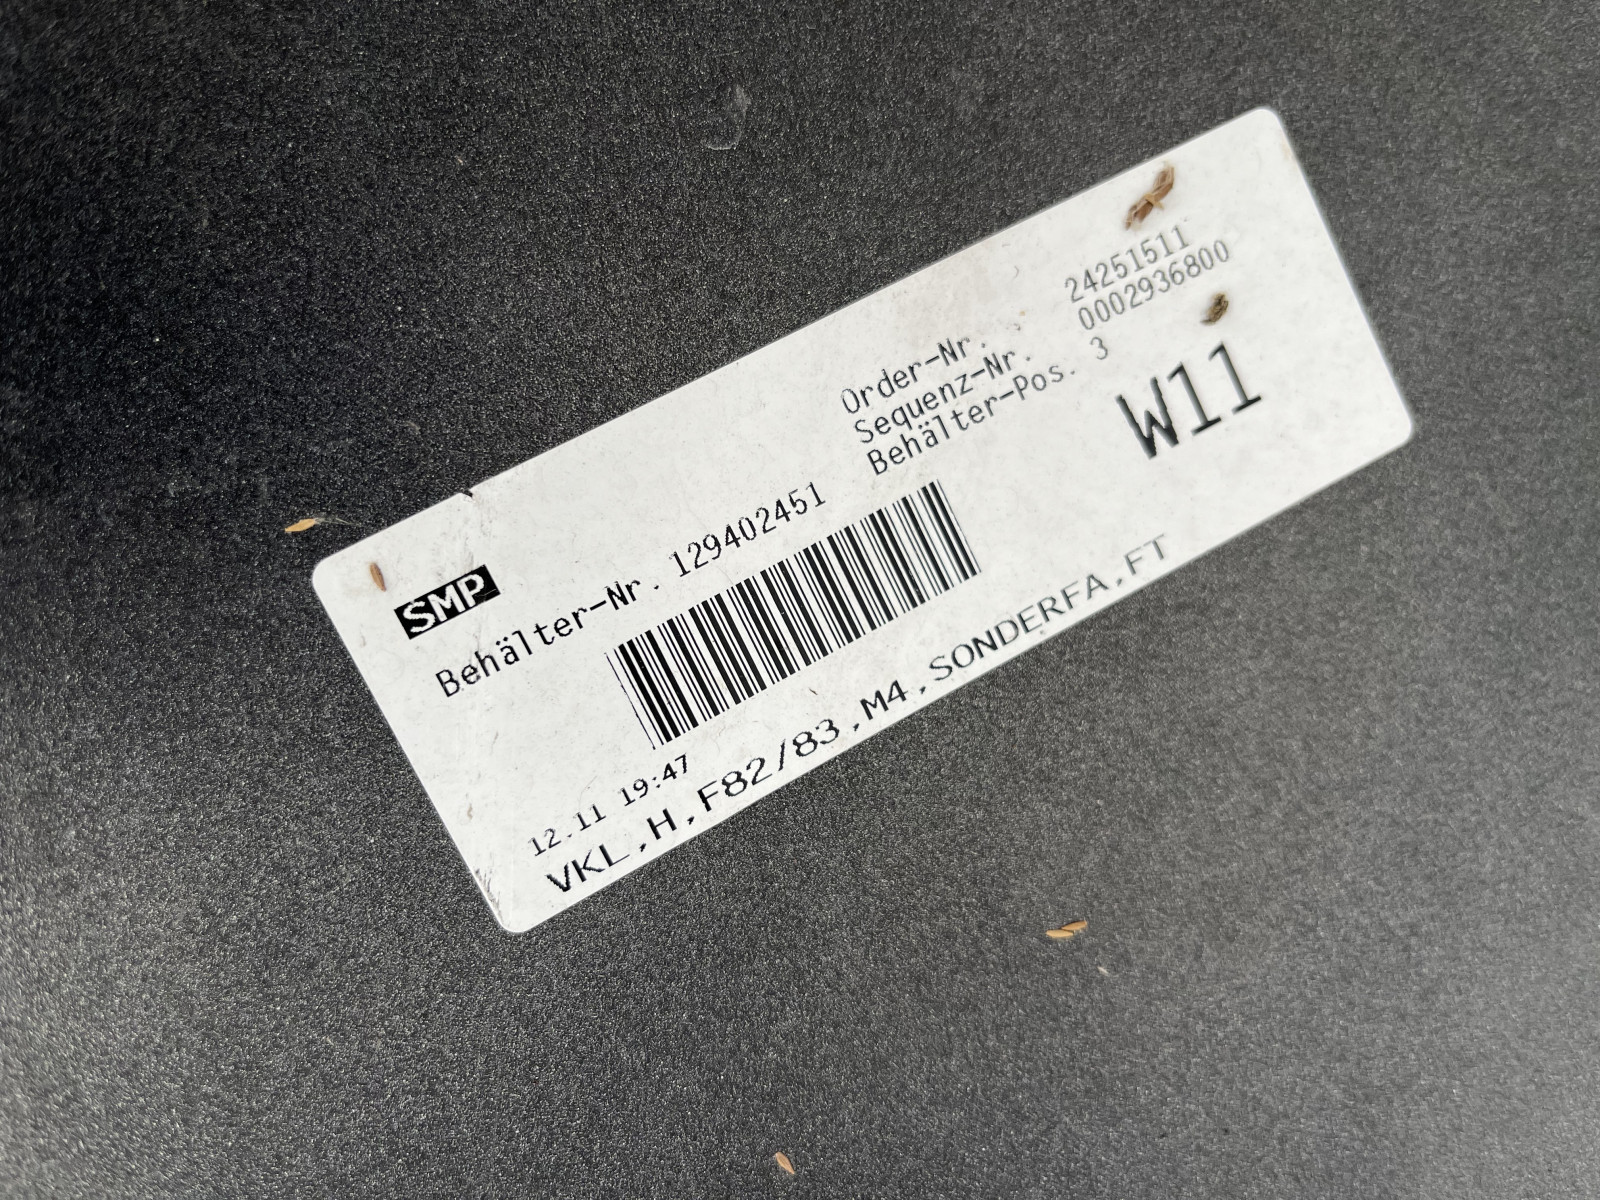 SMP
Order-Nr. 24251511
Sequenz-Nr. 0002936800
Behälter-Pos. 3
Behälter-Nr. 129402451
W11
12.11 19:47
VKL,H,F82/83,M4,SONDERFA,FT